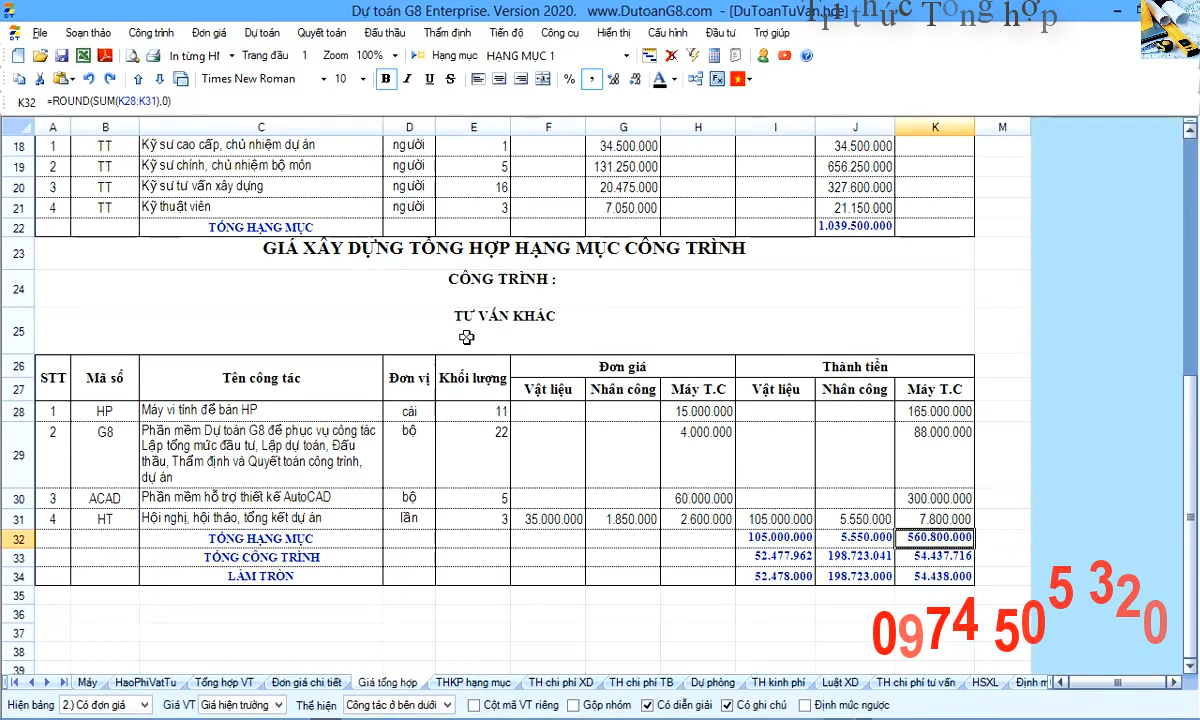 Dự toán G8 Enterprise. Version 2020. www.DutoanG8.com - [DuToanTuVan.hde]
Tri thức Tổng hợp
File Soạn thảo Công trình Đơn giá Dự toán Quyết toán Đấu thầu Thẩm định Tiến độ Công cụ Hiển thị Cấu hình Đầu tư Trợ giúp
In từng HM Trang đầu 1 Zoom 100% Hạng mục HẠNG MỤC 1
Times New Roman 10 B I U S % , A Fx
K32 =ROUND(SUM(K28:K31),0)
A B C D E F G H I J K M
18 1 TT Kỹ sư cao cấp, chủ nhiệm dự án người 1 34.500.000 34.500.000
19 2 TT Kỹ sư chính, chủ nhiệm bộ môn người 5 131.250.000 656.250.000
20 3 TT Kỹ sư tư vấn xây dựng người 16 20.475.000 327.600.000
21 4 TT Kỹ thuật viên người 3 7.050.000 21.150.000
22 TỔNG HẠNG MỤC 1.039.500.000
23 GIÁ XÂY DỰNG TỔNG HỢP HẠNG MỤC CÔNG TRÌNH
24 CÔNG TRÌNH :
25 TƯ VẤN KHÁC
26 STT Mã số Tên công tác Đơn vị Khối lượng Đơn giá Thành tiền
27 Vật liệu Nhân công Máy T.C Vật liệu Nhân công Máy T.C
28 1 HP Máy vi tính để bàn HP cái 11 15.000.000 165.000.000
29 2 G8 Phần mềm Dự toán G8 để phục vụ công tác bộ 22 4.000.000 88.000.000
Lập tổng mức đầu tư, Lập dự toán, Đấu
thầu, Thẩm định và Quyết toán công trình,
dự án
30 3 ACAD Phần mềm hỗ trợ thiết kế AutoCAD bộ 5 60.000.000 300.000.000
31 4 HT Hội nghị, hội thảo, tổng kết dự án lần 3 35.000.000 1.850.000 2.600.000 105.000.000 5.550.000 7.800.000
32 TỔNG HẠNG MỤC 105.000.000 5.550.000 560.800.000
33 TỔNG CÔNG TRÌNH 52.477.962 198.723.041 54.437.716
34 LÀM TRÒN 52.478.000 198.723.000 54.438.000
35
36
37
38
39
0974 505 320
Máy HaoPhiVatTu Tổng hợp VT Đơn giá chi tiết Giá tổng hợp THKP hạng mục TH chi phí XD TH chi phí TB Dự phòng TH kinh phí Luật XD TH chi phí tư vấn HSXL Định m
Hiện bảng 2.) Có đơn giá Giá VT Giá hiện trường Thể hiện Công tác ở bên dưới Cột mã VT riêng Gộp nhóm Có diễn giải Có ghi chú Định mức ngược